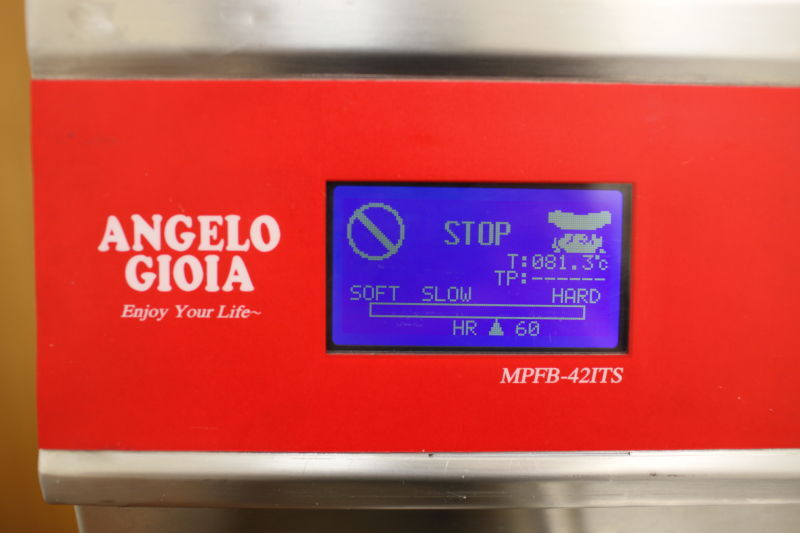 ANGELO
GIOIA
Enjoy Your Life~
STOP
T:081.3℃
TP:------
SOFT SLOW HARD
HR 60
MPFB-42ITS